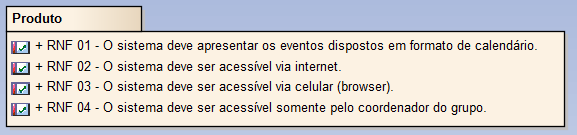 Produto
+ RNF 01 - O sistema deve apresentar os eventos dispostos em formato de calendário.
+ RNF 02 - O sistema deve ser acessível via internet.
+ RNF 03 - O sistema deve ser acessível via celular (browser).
+ RNF 04 - O sistema deve ser acessível somente pelo coordenador do grupo.